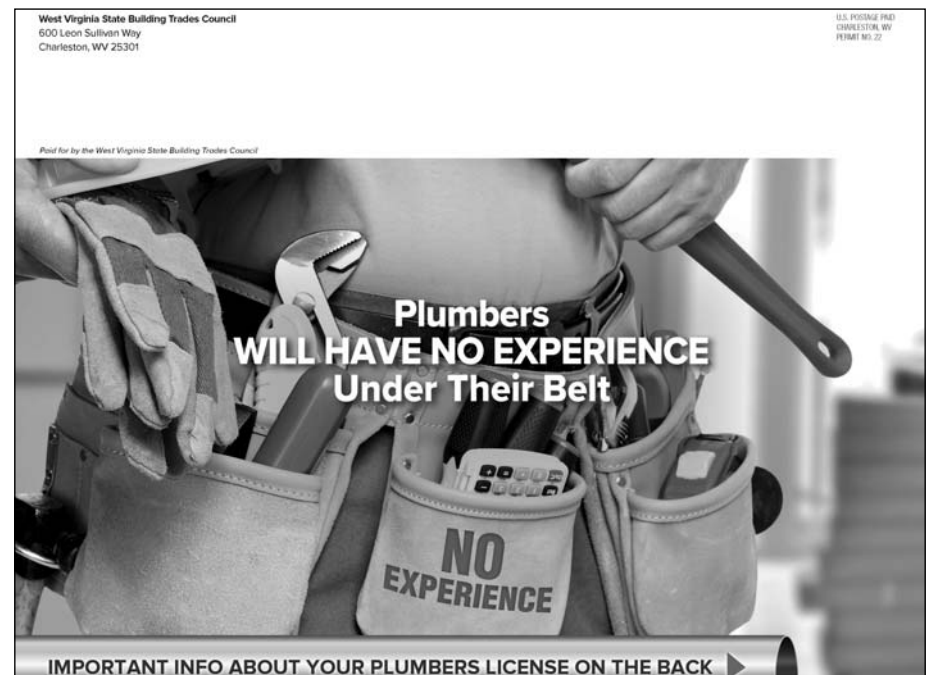 West Virginia State Building Trades Council
600 Leon Sullivan Way
Charleston, WV 25301
U.S. POSTAGE PAID
CHARLESTON, WV
PERMIT NO. 22
Paid for by the West Virginia State Building Trades Council
Plumbers
WILL HAVE NO EXPERIENCE
Under Their Belt
NO
EXPERIENCE
IMPORTANT INFO ABOUT YOUR PLUMBERS LICENSE ON THE BACK